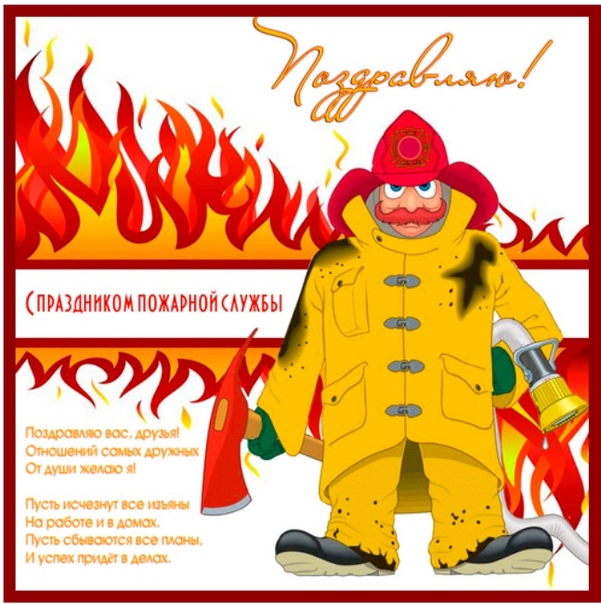 Поздравляю!
С ПРАЗДНИКОМ ПОЖАРНОЙ СЛУЖБЫ
Поздравляю вас, друзья!
Отношений самых дружных
От души желаю я!
Пусть исчезнут все изъяны
На работе и в домах.
Пусть сбываются все планы,
И успех придёт в делах.